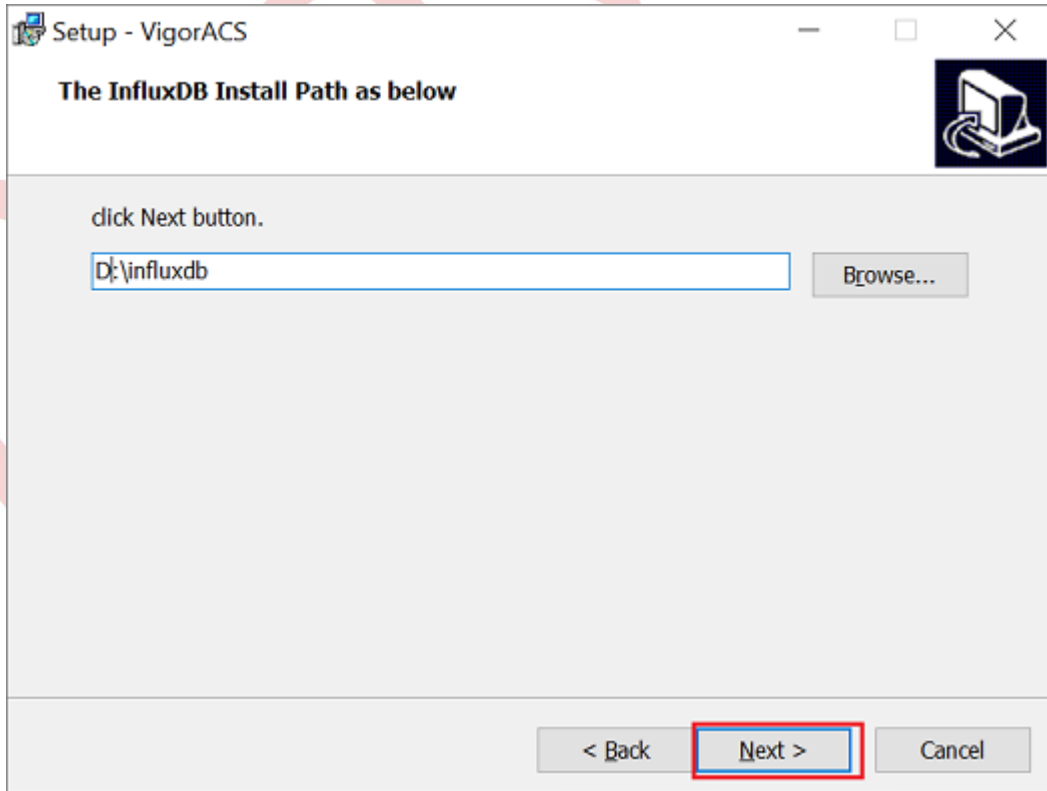 Setup - VigorACS
The InfluxDB Install Path as below
click Next button.
D:\influxdb
Browse...
< Back
Next >
Cancel